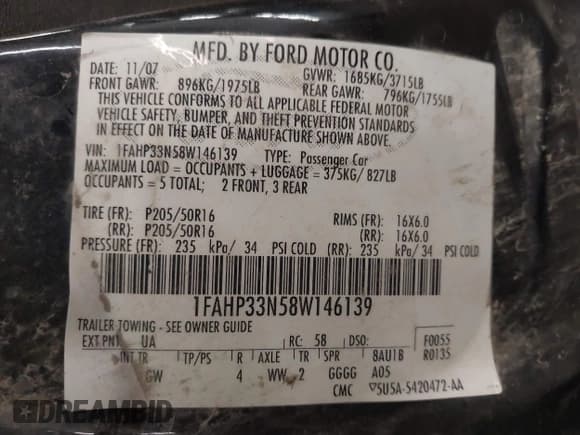 MFD. BY FORD MOTOR CO.
DATE: 11/07 GVWR: 1685KG/3715LB
FRONT GAWR: 896KG/1975LB REAR GAWR: 796KG/1755LB
THIS VEHICLE CONFORMS TO ALL APPLICABLE FEDERAL MOTOR
VEHICLE SAFETY, BUMPER, AND THEFT PREVENTION STANDARDS
IN EFFECT ON THE DATE OF MANUFACTURE SHOWN ABOVE.
VIN: 1FAHP33N58W146139 TYPE: Passenger Car
MAXIMUM LOAD = OCCUPANTS + LUGGAGE = 375KG/ 827LB
OCCUPANTS = 5 TOTAL; 2 FRONT, 3 REAR
TIRE (FR): P205/50R16 RIMS (FR): 16X6.0
(RR): P205/50R16 (RR): 16X6.0
PRESSURE (FR): 235 kPa/ 34 PSI COLD (RR): 235 kPa/ 34 PSI COLD
1FAHP33N58W146139
TRAILER TOWING - SEE OWNER GUIDE
EXT PNT: UA RC: 58 DSO: F0055
INT TR TP/PS R AXLE TR SPR 8AU1B R0135
GW 4 WW 2 GGGG A05
CMC ▽5U5A-5420472-AA
DREAMBID